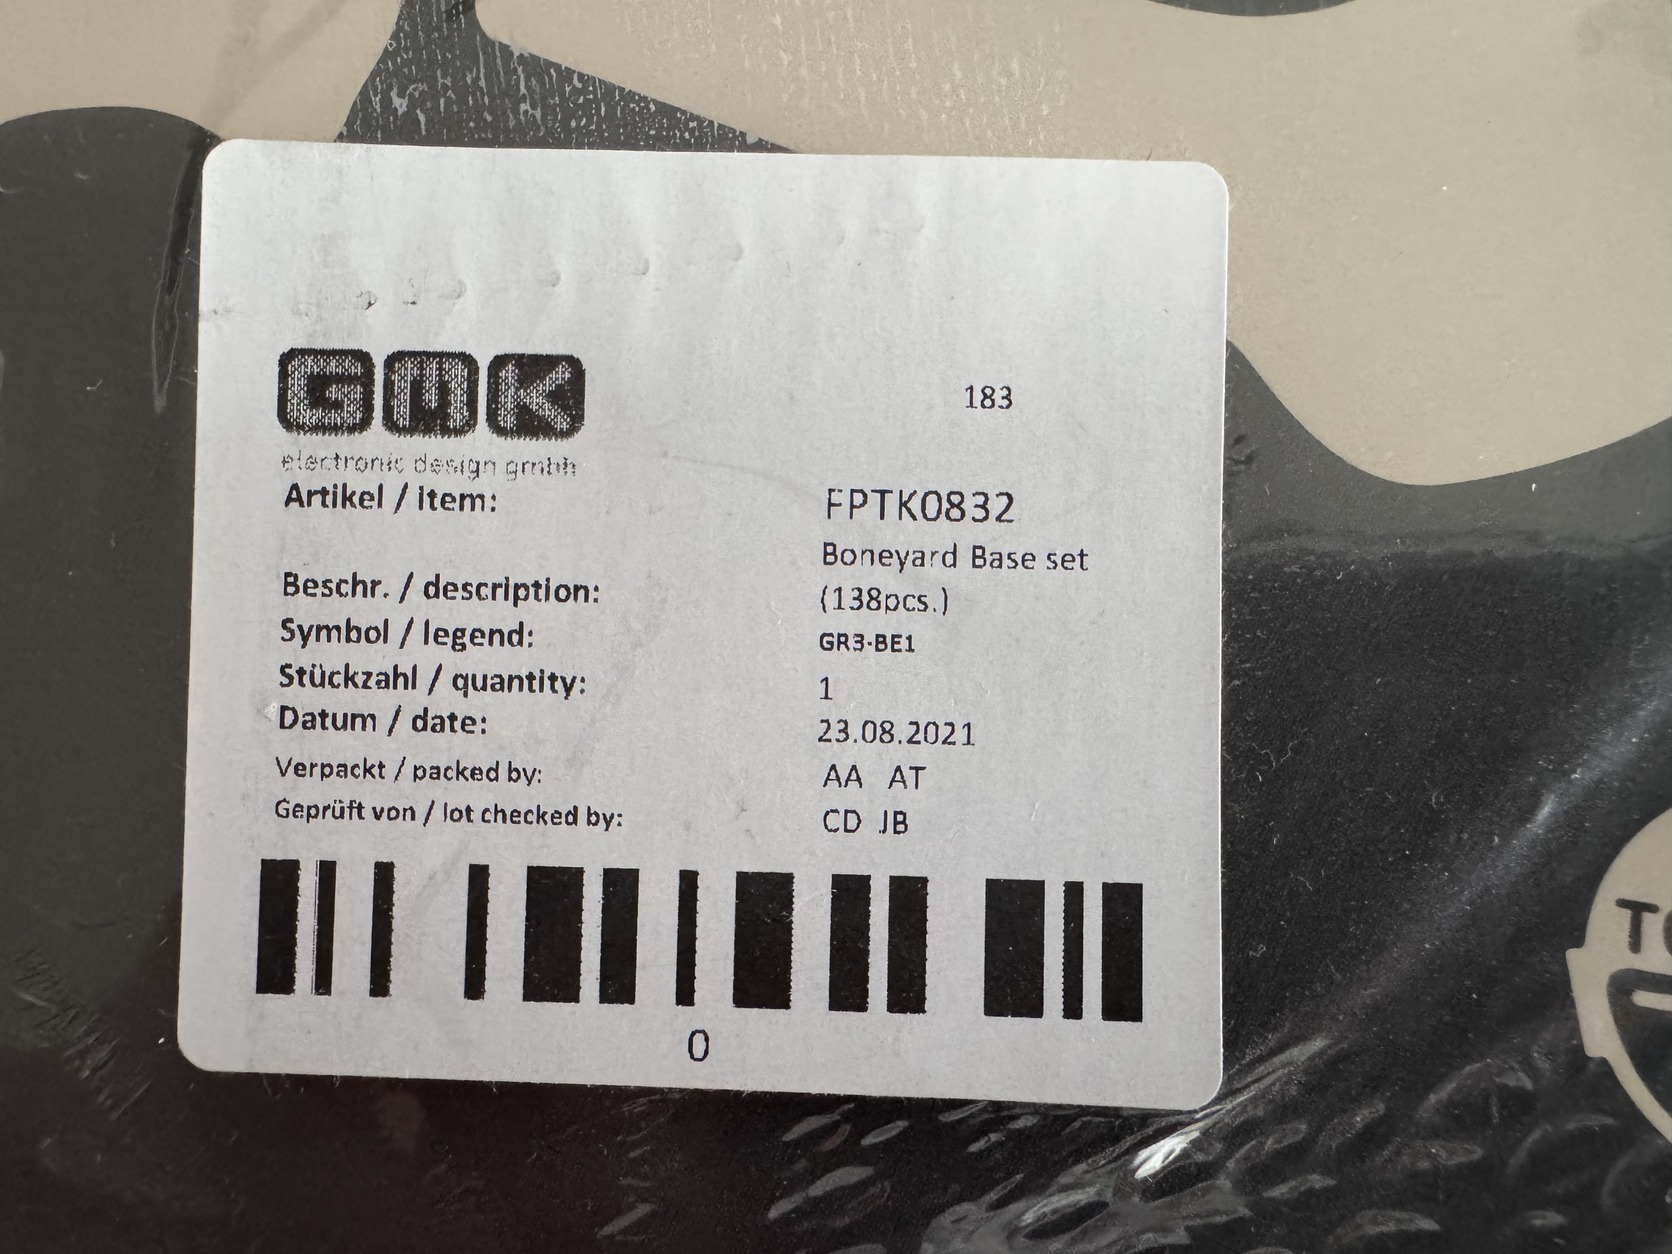 GMK
183
electronic design gmbh
Artikel / item: FPTK0832
Boneyard Base set
Beschr. / description: (138pcs.)
Symbol / legend: GR3-BE1
Stückzahl / quantity: 1
Datum / date: 23.08.2021
Verpackt / packed by: AA AT
Geprüft von / lot checked by: CD JB
0